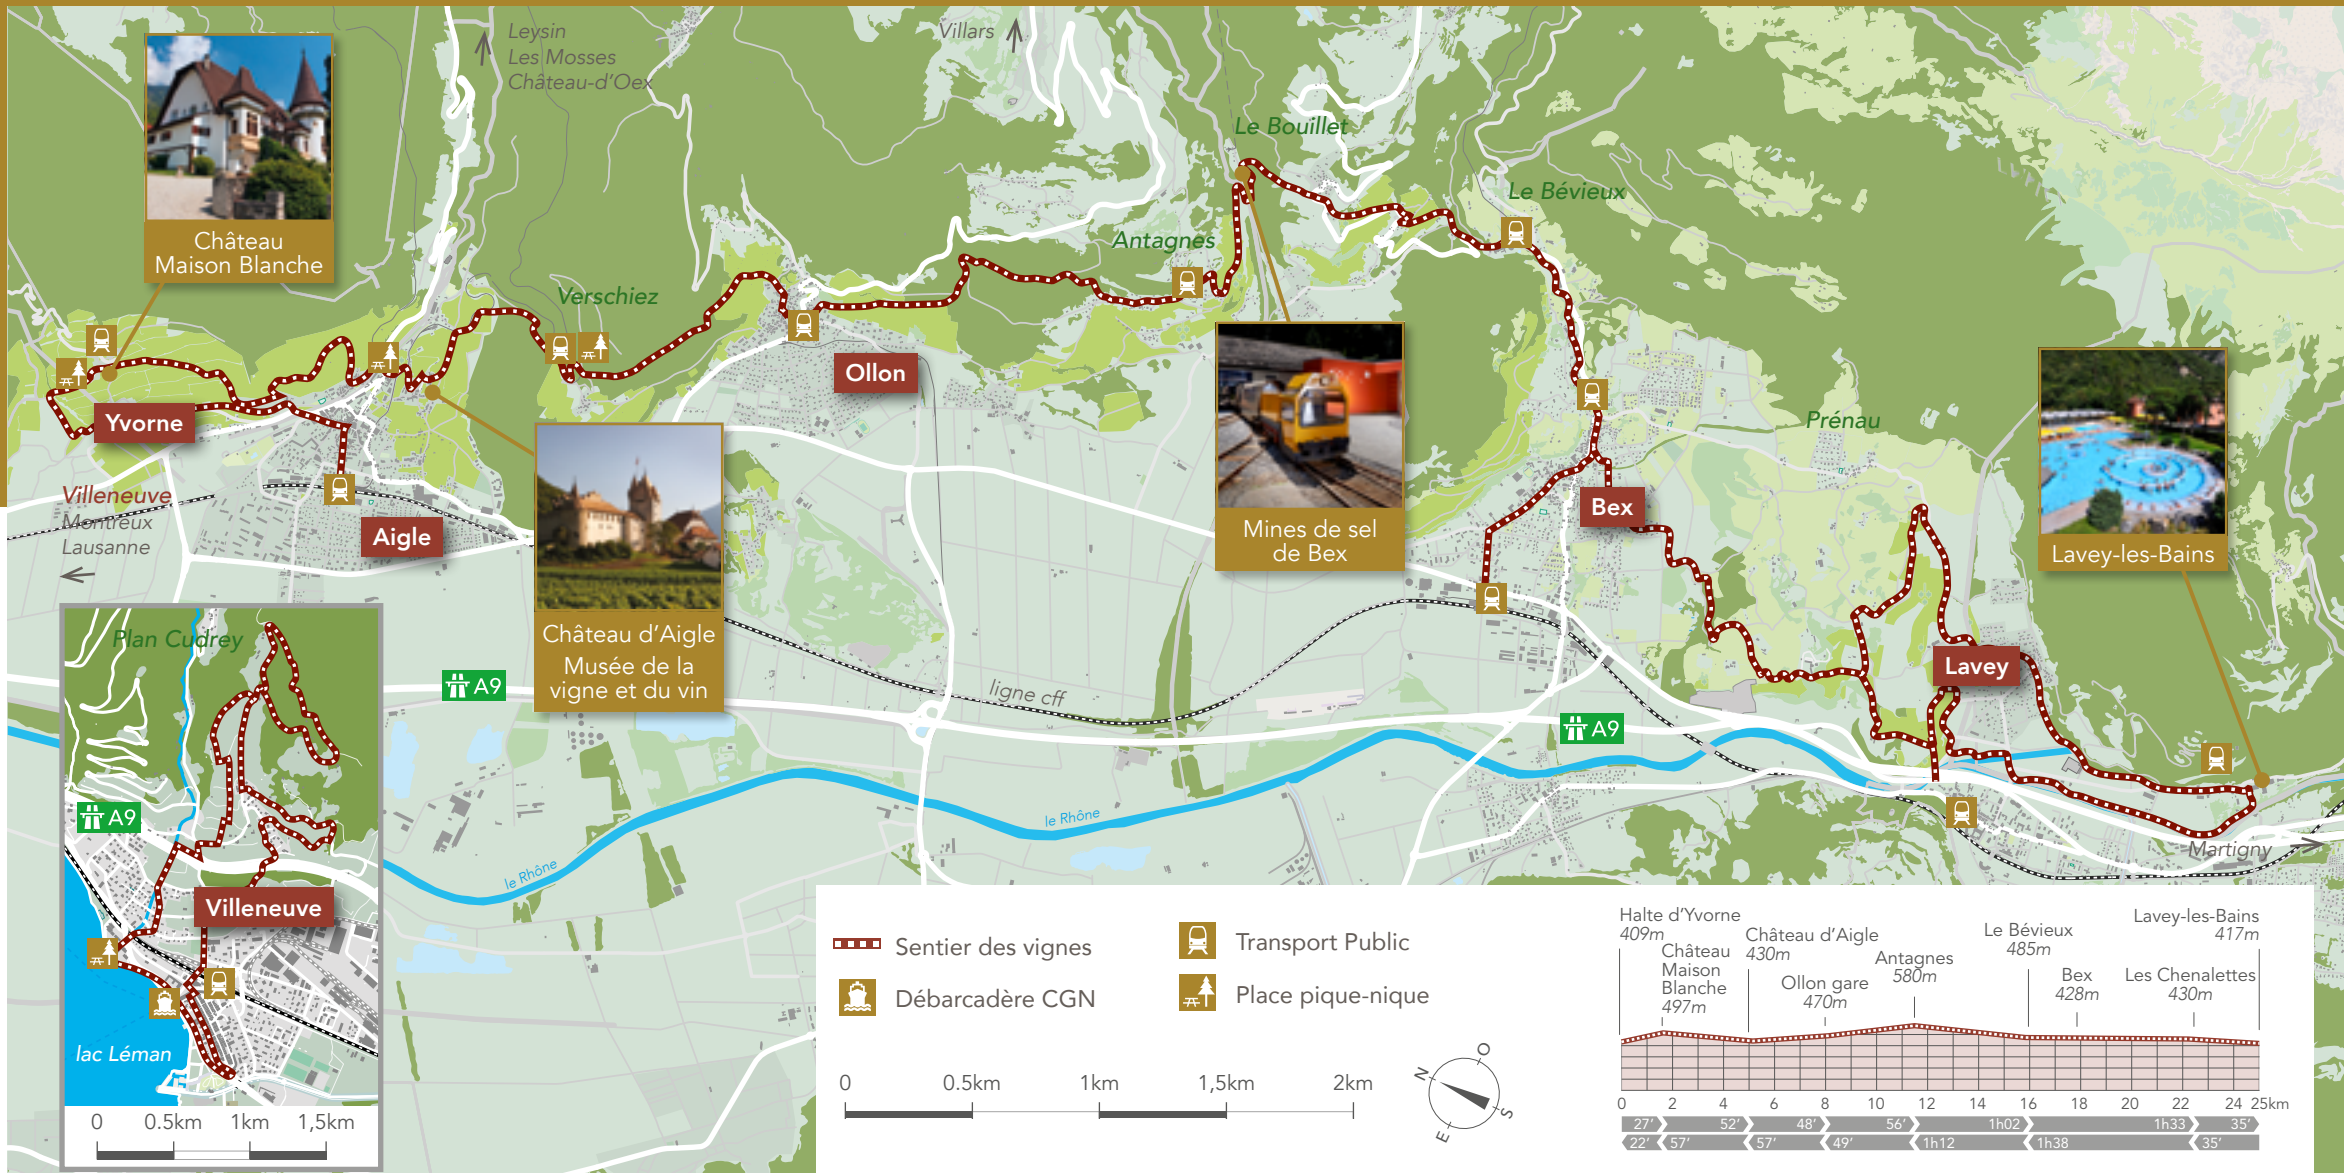 Leysin
Les Mosses
Château-d'Oex
Villars
Château
Maison Blanche
Le Bouillet
Le Bévieux
Antagnes
Verschiez
Yvorne
Ollon
Prénau
Villeneuve
Montreux
Lausanne
Aigle
Château d'Aigle
Musée de la
vigne et du vin
Mines de sel
de Bex
Bex
Lavey-les-Bains
Lavey
A9
ligne cff
A9
le Rhône
le Rhône
Martigny
Plan Cudrey
A9
Villeneuve
lac Léman
0 0.5km 1km 1,5km
Sentier des vignes
Débarcadère CGN
Transport Public
Place pique-nique
0 0.5km 1km 1,5km 2km
N
O
S
E
Halte d'Yvorne
409m
Château
Maison
Blanche
497m
Château d'Aigle
430m
Ollon gare
470m
Antagnes
580m
Le Bévieux
485m
Bex
428m
Les Chenalettes
430m
Lavey-les-Bains
417m
0 2 4 6 8 10 12 14 16 18 20 22 24 25km
27' 52' 48' 56' 1h02 1h33 35'
22' 57' 57' 49' 1h12 1h38 35'